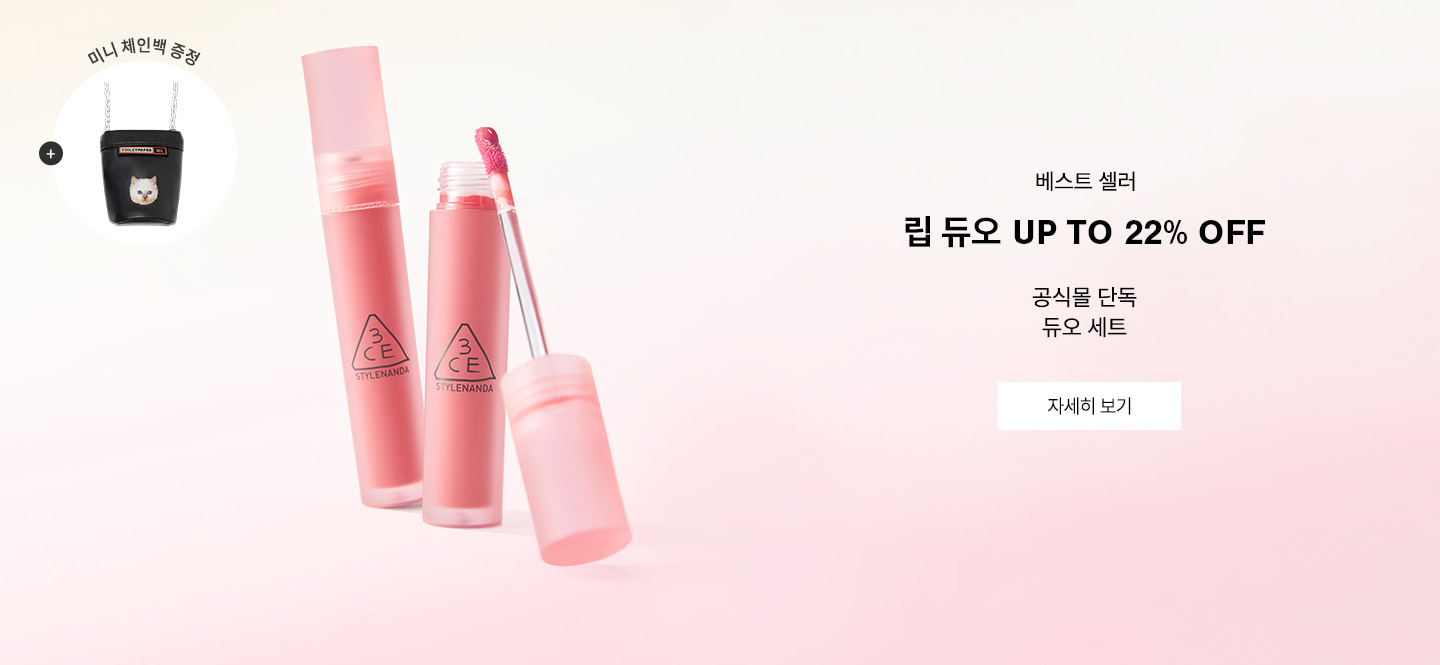 미니 체인백 증정
+
TOILETPAPER 3CE
3
CE
STYLENANDA
3
CE
STYLENANDA
베스트 셀러
립 듀오 UP TO 22% OFF
공식몰 단독
듀오 세트
자세히 보기